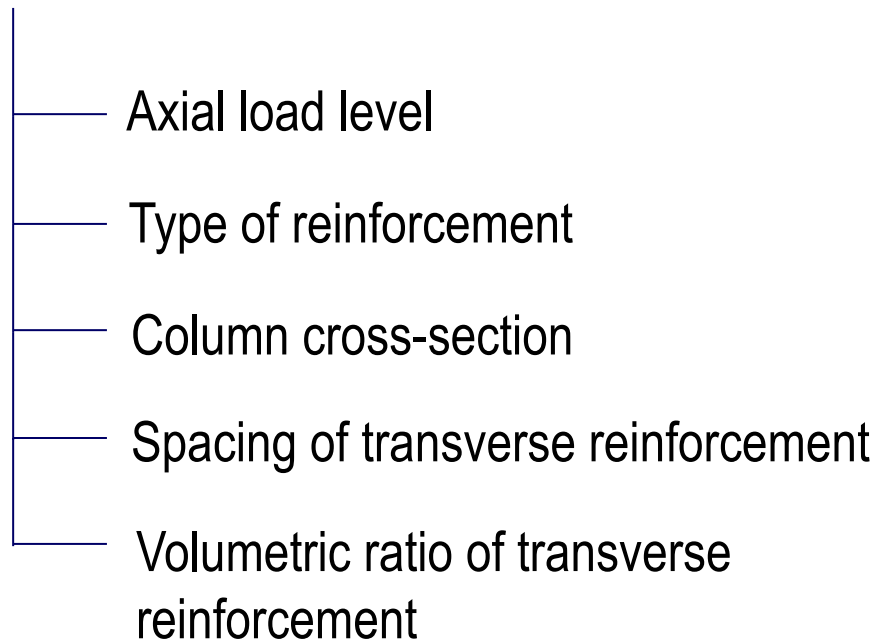 Axial load level
Type of reinforcement
Column cross-section
Spacing of transverse reinforcement
Volumetric ratio of transverse
reinforcement